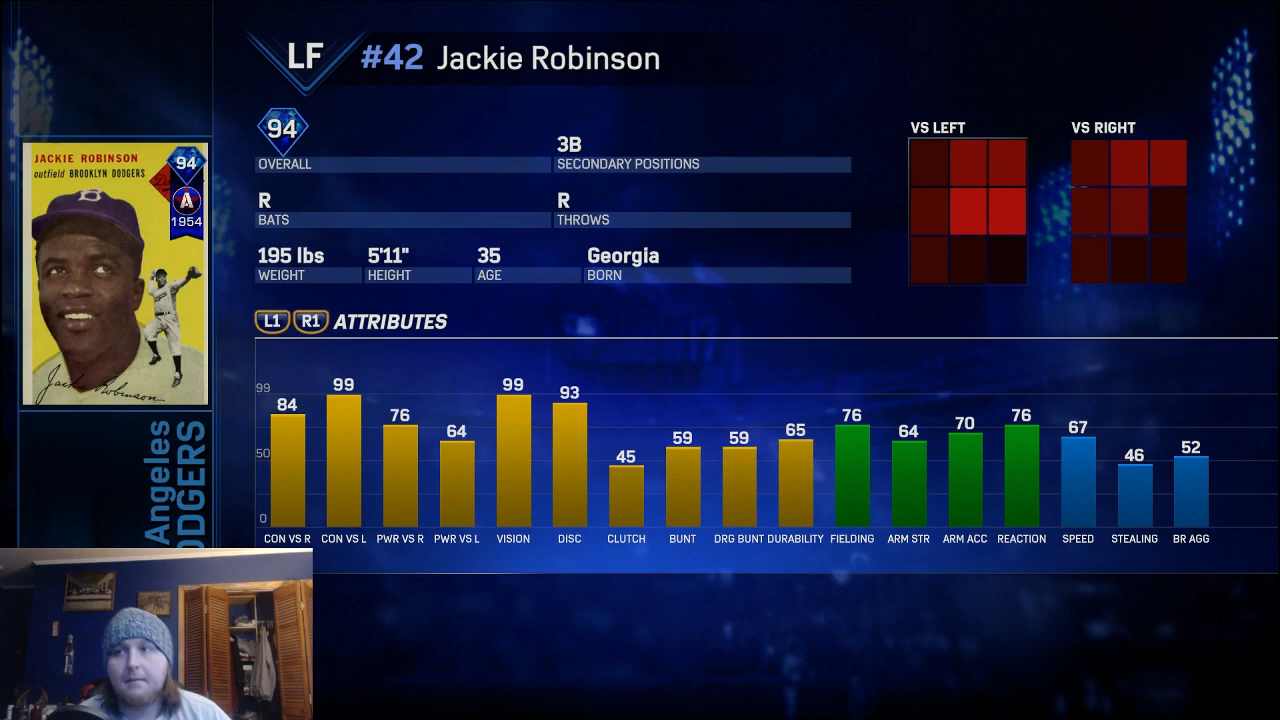 LF #42 Jackie Robinson
JACKIE ROBINSON
outfield BROOKLYN DODGERS
94
A
1954
B
Jackie Robinson
Angeles
DODGERS
94
OVERALL
3B
SECONDARY POSITIONS
R
BATS
R
THROWS
195 lbs
WEIGHT
5'11"
HEIGHT
35
AGE
Georgia
BORN
VS LEFT
VS RIGHT
L1 R1 ATTRIBUTES
99
50
0
84 99 76 64 99 93 45 59 59 65 76 64 70 76 67 46 52
CON VS R CON VS L PWR VS R PWR VS L VISION DISC CLUTCH BUNT DRG BUNT DURABILITY FIELDING ARM STR ARM ACC REACTION SPEED STEALING BR AGG